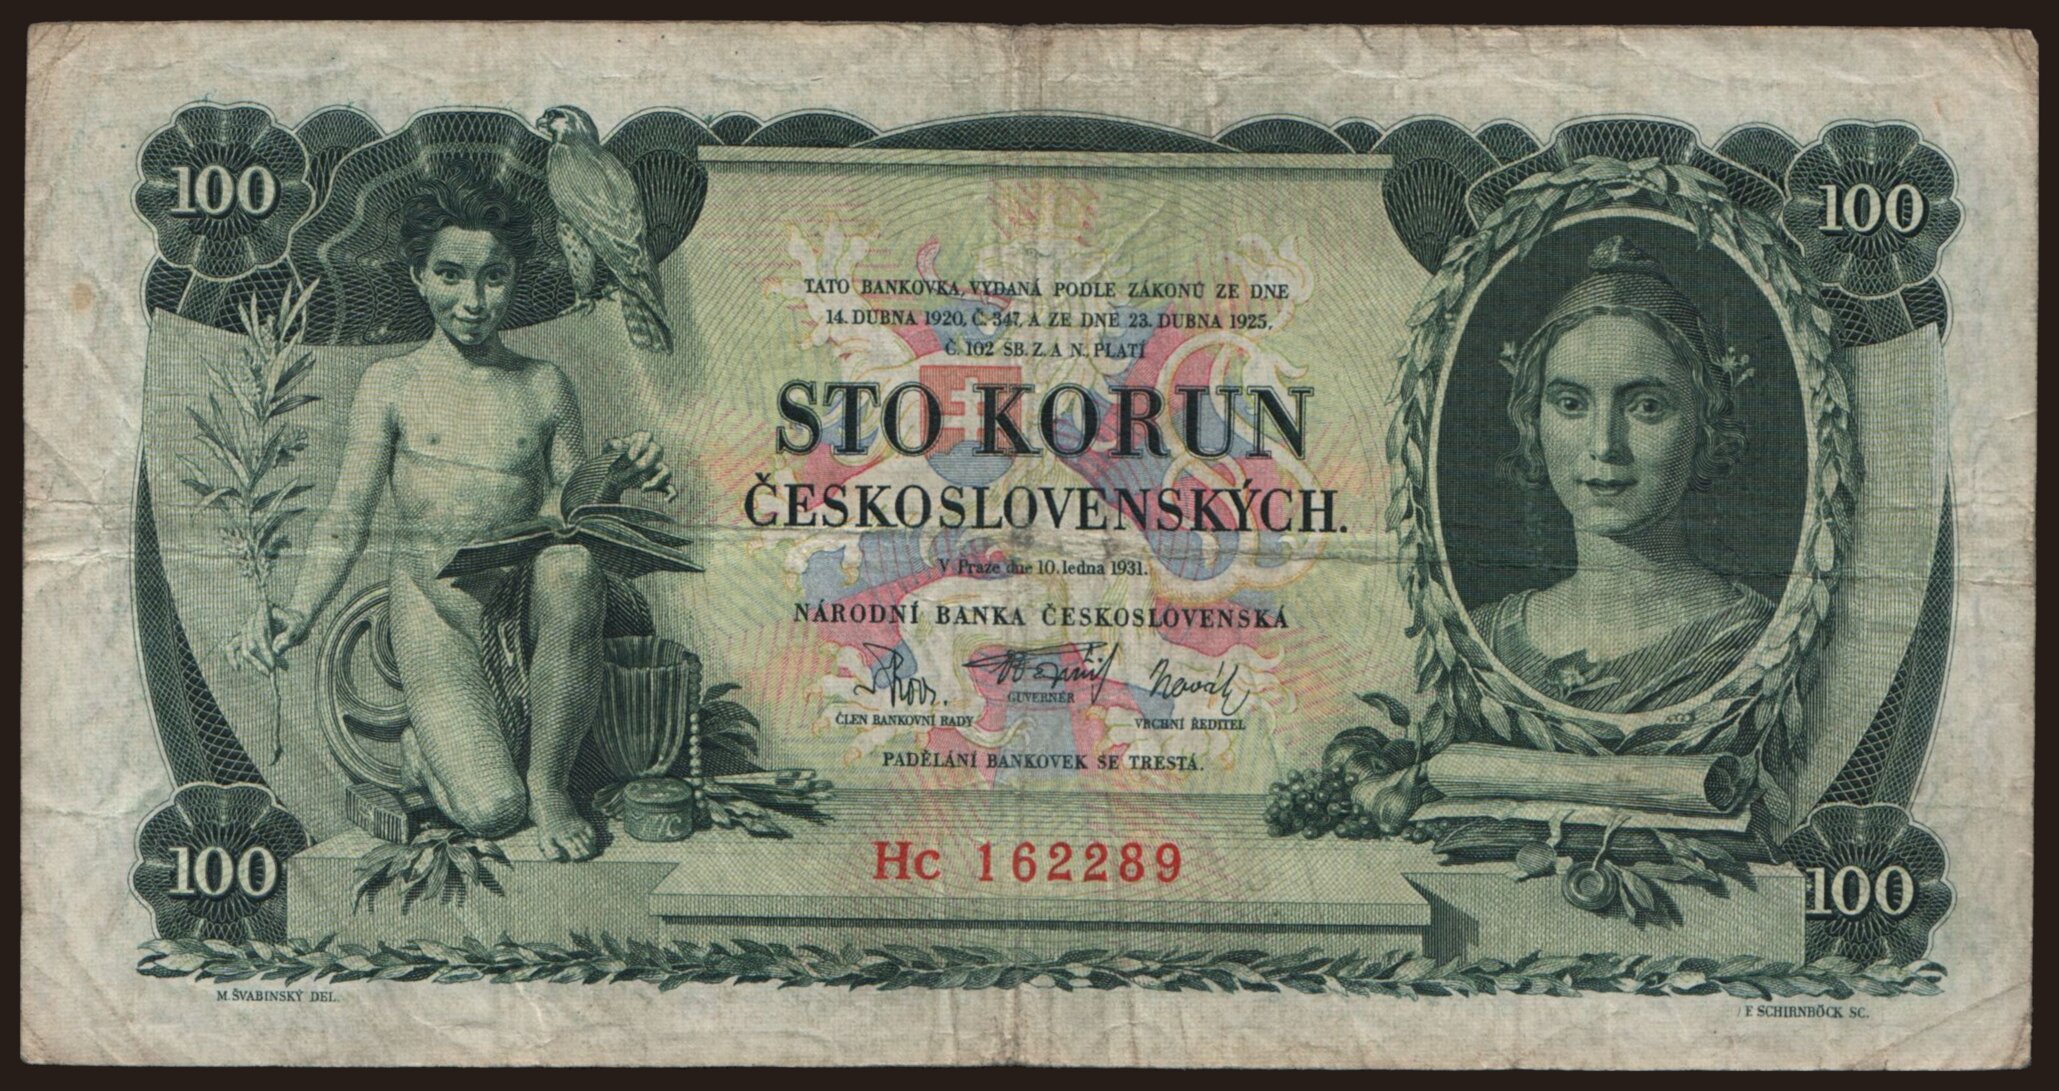 100
100
TATO BANKOVKA, VYDANÁ PODLE ZÁKONŮ ZE DNE
14. DUBNA 1920, Č. 347, A ZE DNE 23. DUBNA 1925,
Č. 102 SB. Z. A N., PLATÍ
STO KORUN
ČESKOSLOVENSKÝCH.
V Praze dne 10. ledna 1931.
NÁRODNÍ BANKA ČESKOSLOVENSKÁ
Novák
ČLEN BANKOVNÍ RADY
GUVERNÉR
VRCHNÍ ŘEDITEL
PADĚLÁNÍ BANKOVEK SE TRESTÁ.
Hc 162289
100
100
M. ŠVABINSKÝ DEL.
F. SCHIRNBÖCK SC.